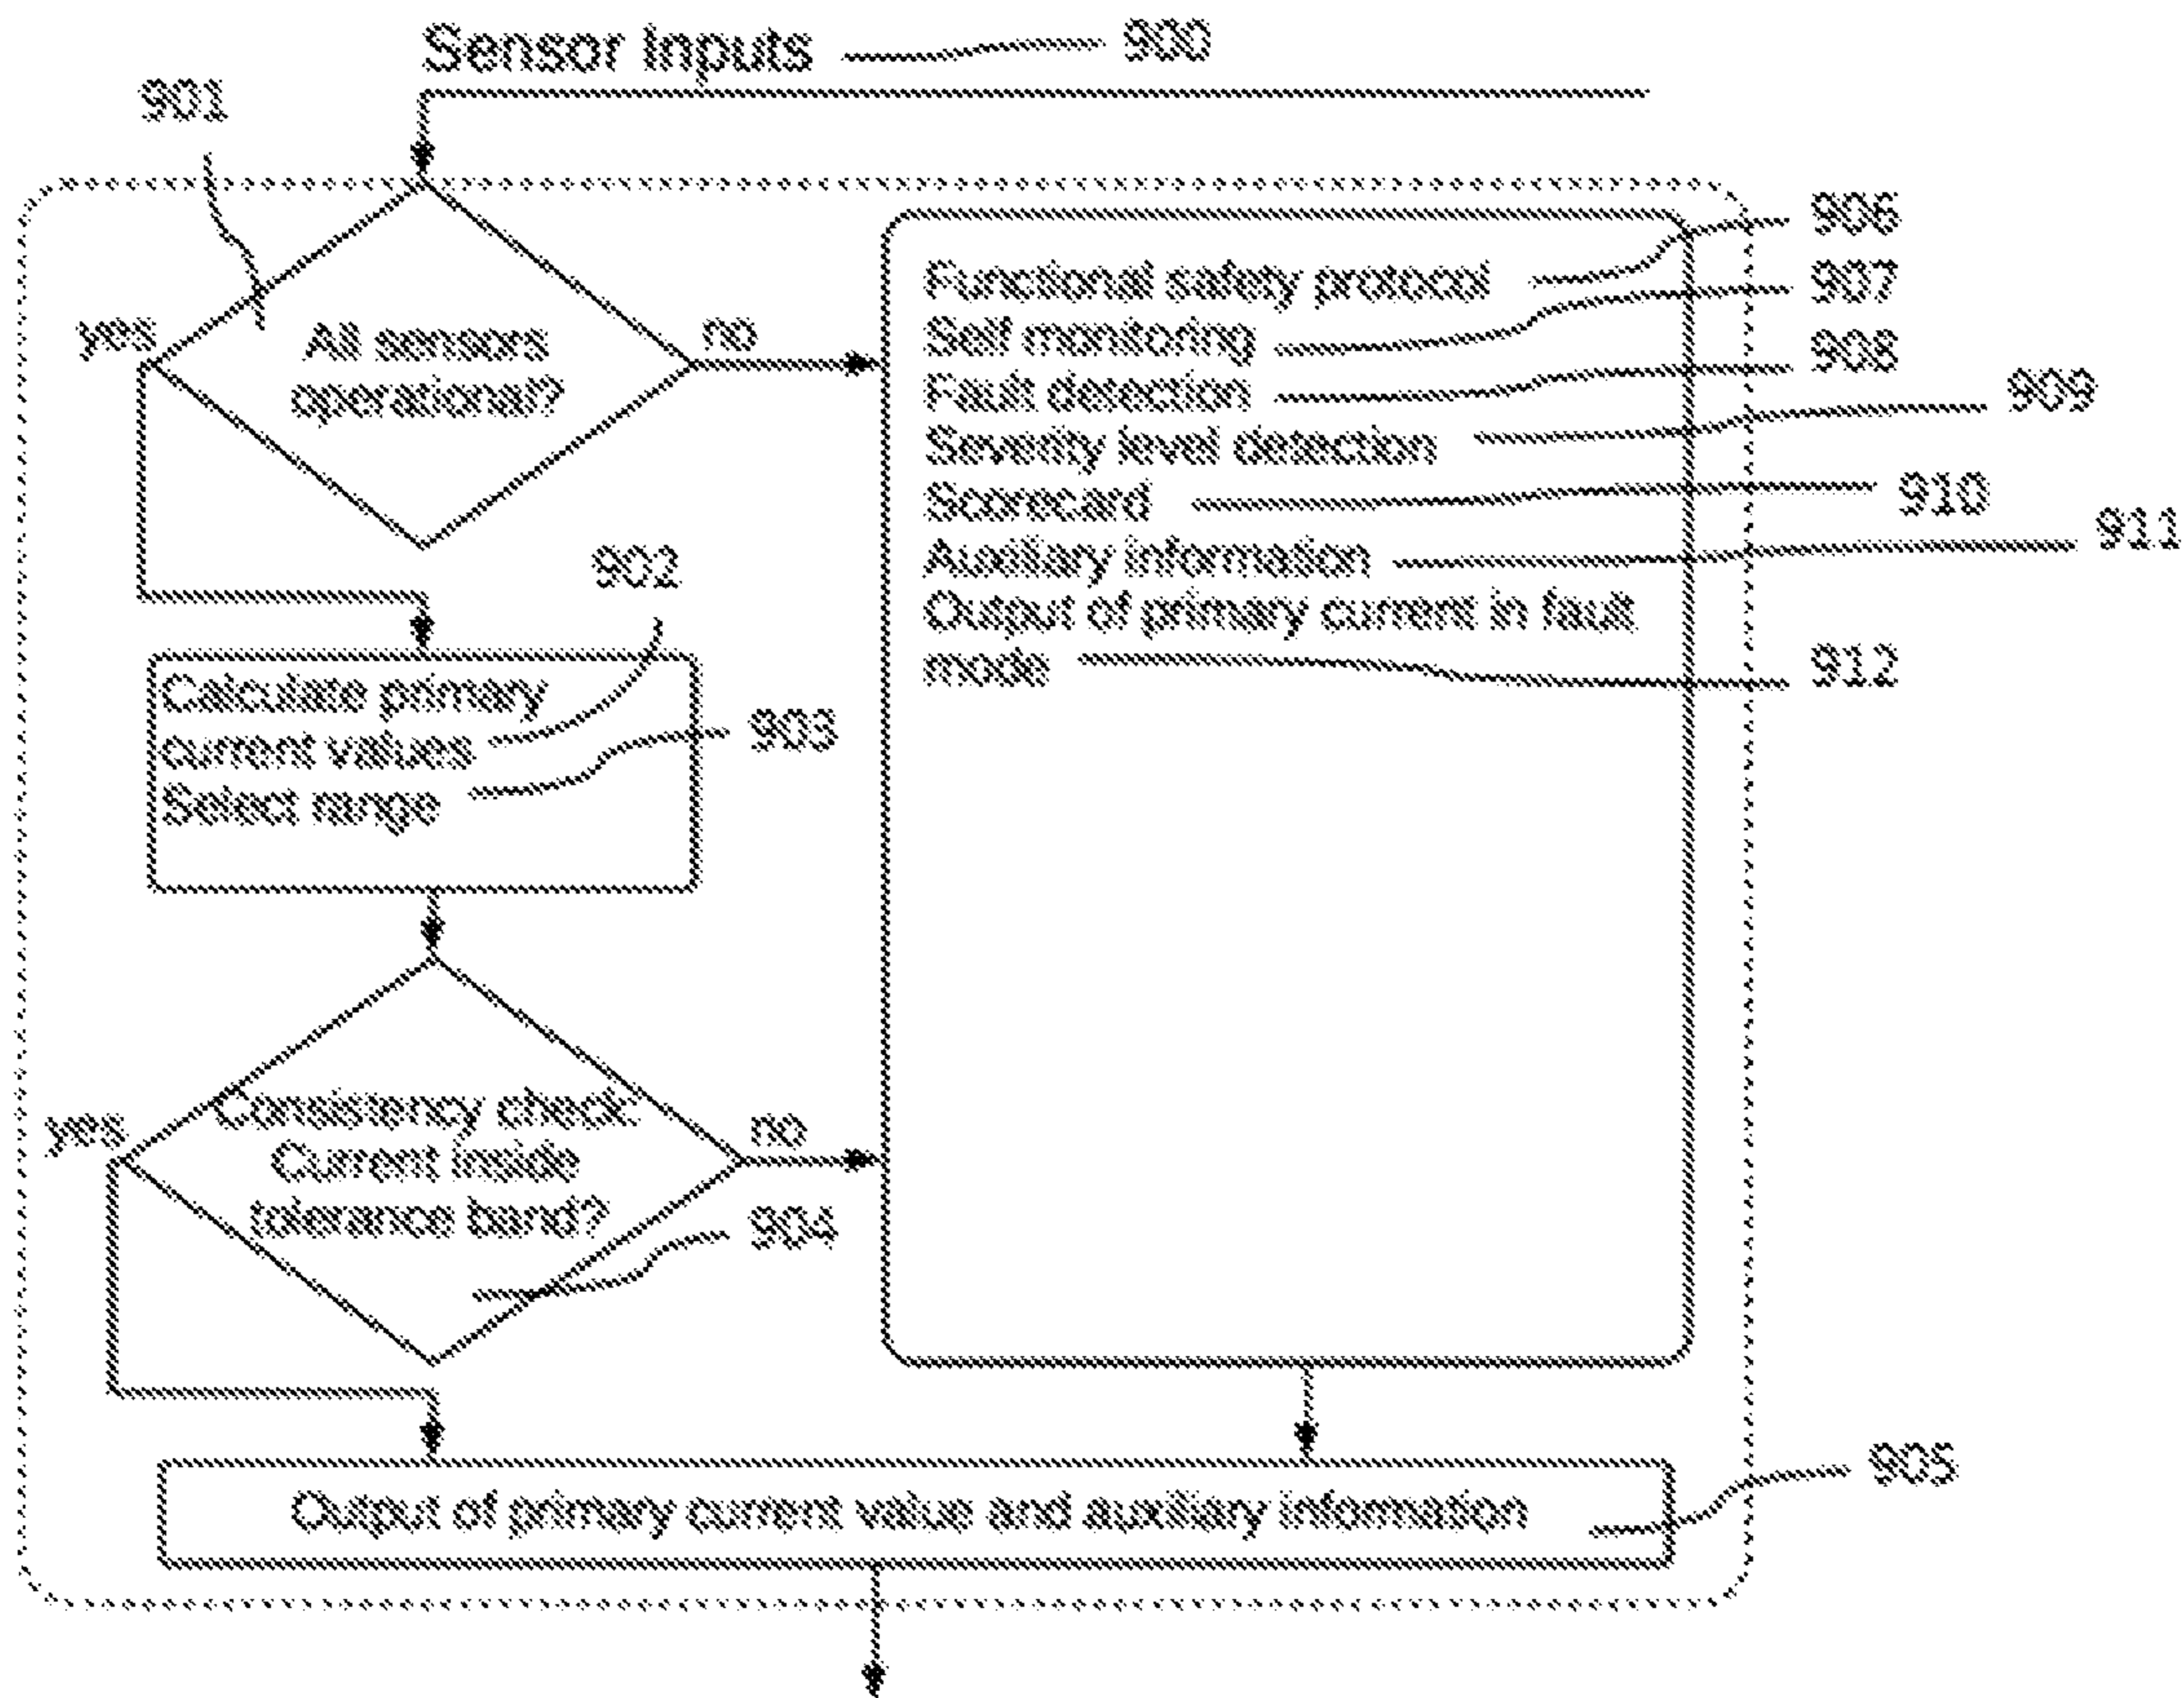 Sensor Inputs 900
901
yes
All sensors
operational?
no
902
Calculate primary
current values
Select range
903
yes
Consistency check:
Current inside
tolerance band?
no
904
Functional safety protocol 906
Self monitoring 907
Fault detection 908
Severity level detection 909
Scorecard 910
Auxiliary information 911
Output of primary current in fault
mode 912
Output of primary current value and auxiliary information 905